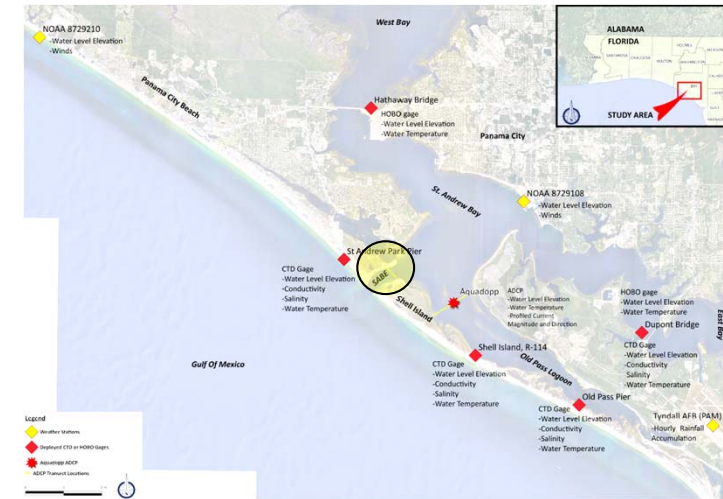 NOAA 8729210
-Water Level Elevation
-Winds
West Bay
ALABAMA
FLORIDA
STUDY AREA
Panama City Beach
Hathaway Bridge
HOBO gage
-Water Level Elevation
-Water Temperature
Panama City
St. Andrew Bay
NOAA 8729108
-Water Level Elevation
-Winds
St Andrew Park Pier
CTD Gage
-Water Level Elevation
-Conductivity
-Salinity
-Water Temperature
SABE
Shell Island
Aquadopp
ADCP
-Water Level Elevation
-Water Temperature
-Profiled Current
Magnitude and Direction
HOBO gage
-Water Level Elevation
-Water Temperature
Dupont Bridge
CTD Gage
-Water Level Elevation
-Conductivity
Salinity
-Water Temperature
East Bay
Gulf Of Mexico
Shell Island, R-114
CTD Gage
-Water Level Elevation
-Conductivity
-Salinity
-Water Temperature
Old Pass Lagoon
Old Pass Pier
CTD Gage
-Water Level Elevation
-Conductivity
-Salinity
-Water Temperature
Tyndall AFB (PAM)
-Hourly Rainfall
Accumulation
Legend
Weather Stations
Deployed CTD or HOBO Gages
Aquadopp ADCP
ADCP Transect Locations